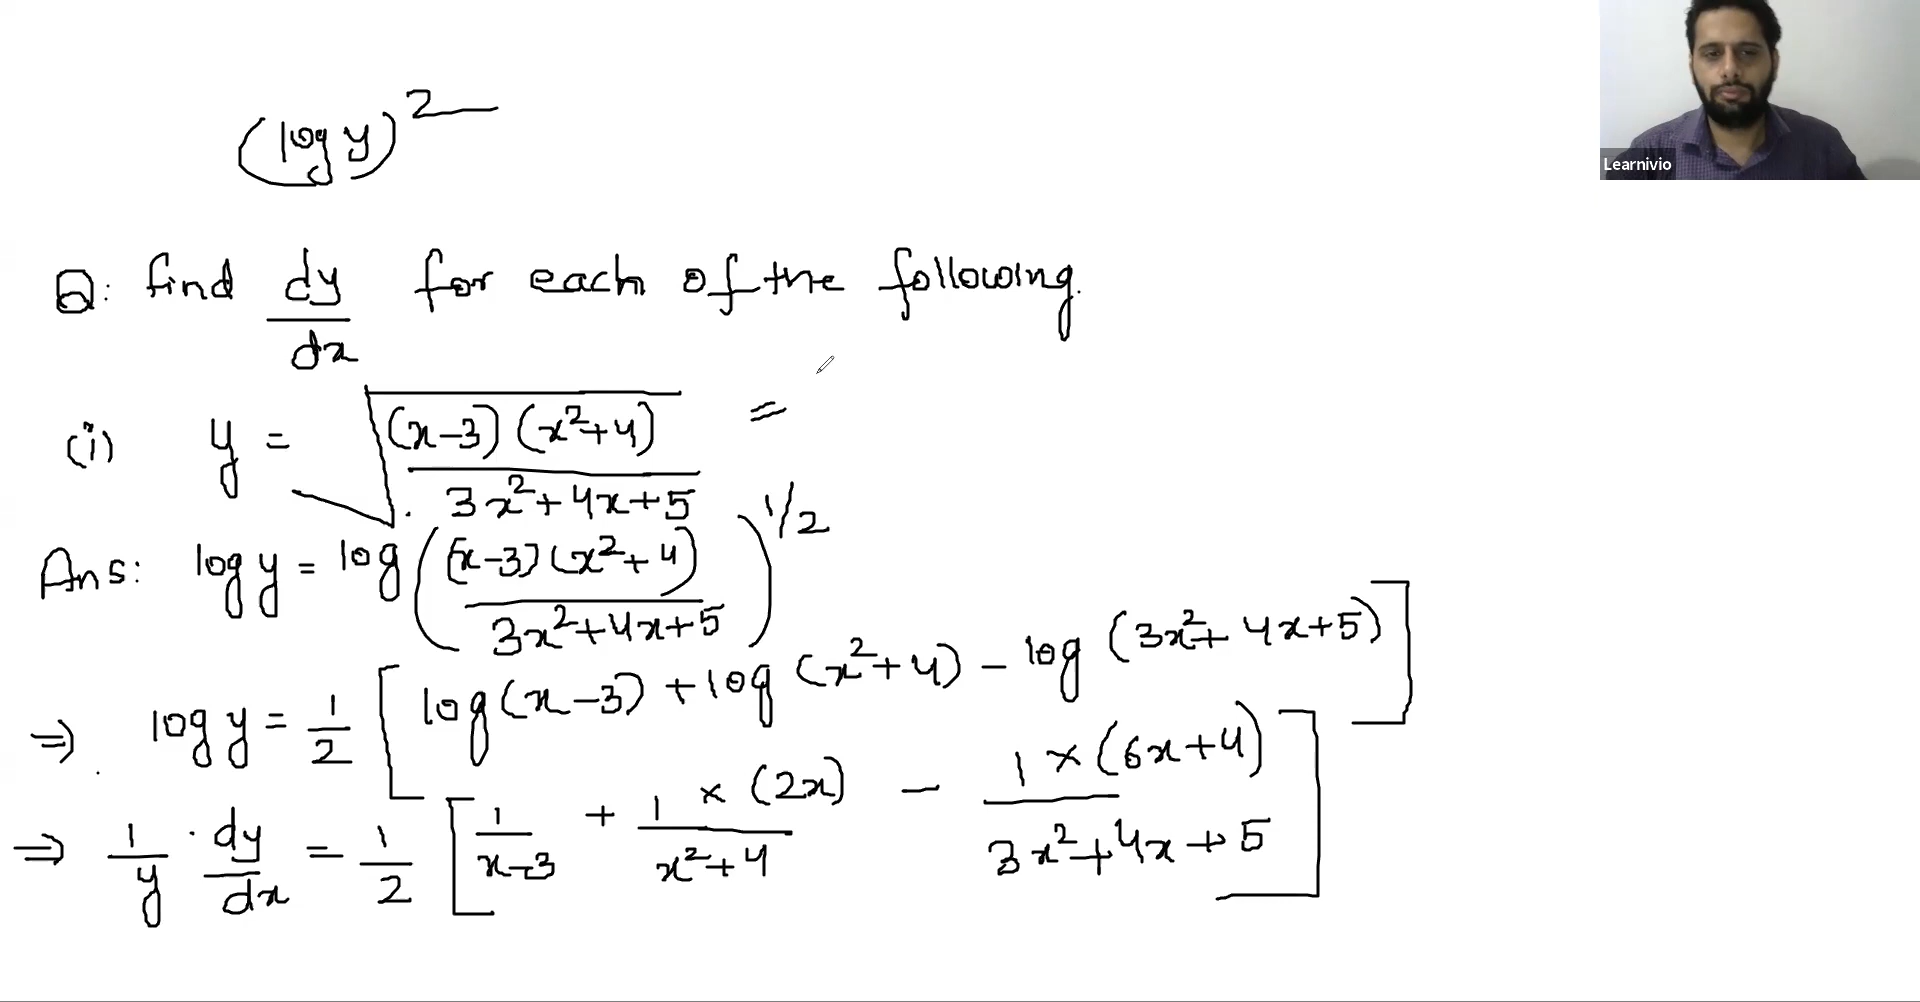 Learnivio
(log y)²
Q: find dy/dx for each of the following.
(i) y = √((x-3)(x²+4)/(3x²+4x+5)) =
Ans: log y = log((x-3)(x²+4)/(3x²+4x+5))^1/2
⇒ log y = 1/2 [log(x-3) + log(x²+4) - log(3x²+4x+5)]
⇒ 1/y · dy/dx = 1/2 [1/(x-3) + 1/(x²+4) × (2x) - 1/(3x²+4x+5) × (6x+4)]